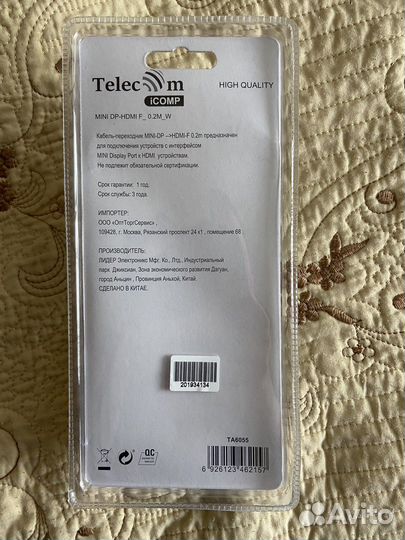 Telecom
iCOMP
HIGH QUALITY
MINI DP-HDMI F_ 0.2M_W
Кабель-переходник MINI-DP -->HDMI-F 0.2m предназначен
для подключения устройств с интерфейсом
MINI Display Port к HDMI устройствам.
Не подлежит обязательной сертификации.
Срок гарантии: 1 год.
Срок службы: 3 года.
ИМПОРТЕР:
ООО «ОптТоргСервис» ,
109428, г. Москва, Рязанский проспект 24 к1 , помещение 68 .
ПРОИЗВОДИТЕЛЬ:
ЛИДЕР Электроникс Мфг. Ко., Лтд., Индустриальный
парк Джиксиан, Зона экономического развития Дагуан,
город Аньцин , Провинция Аньхой, Китай
СДЕЛАНО В КИТАЕ.
201934134
TA6055
6 926123 462157
Q.C
Avito